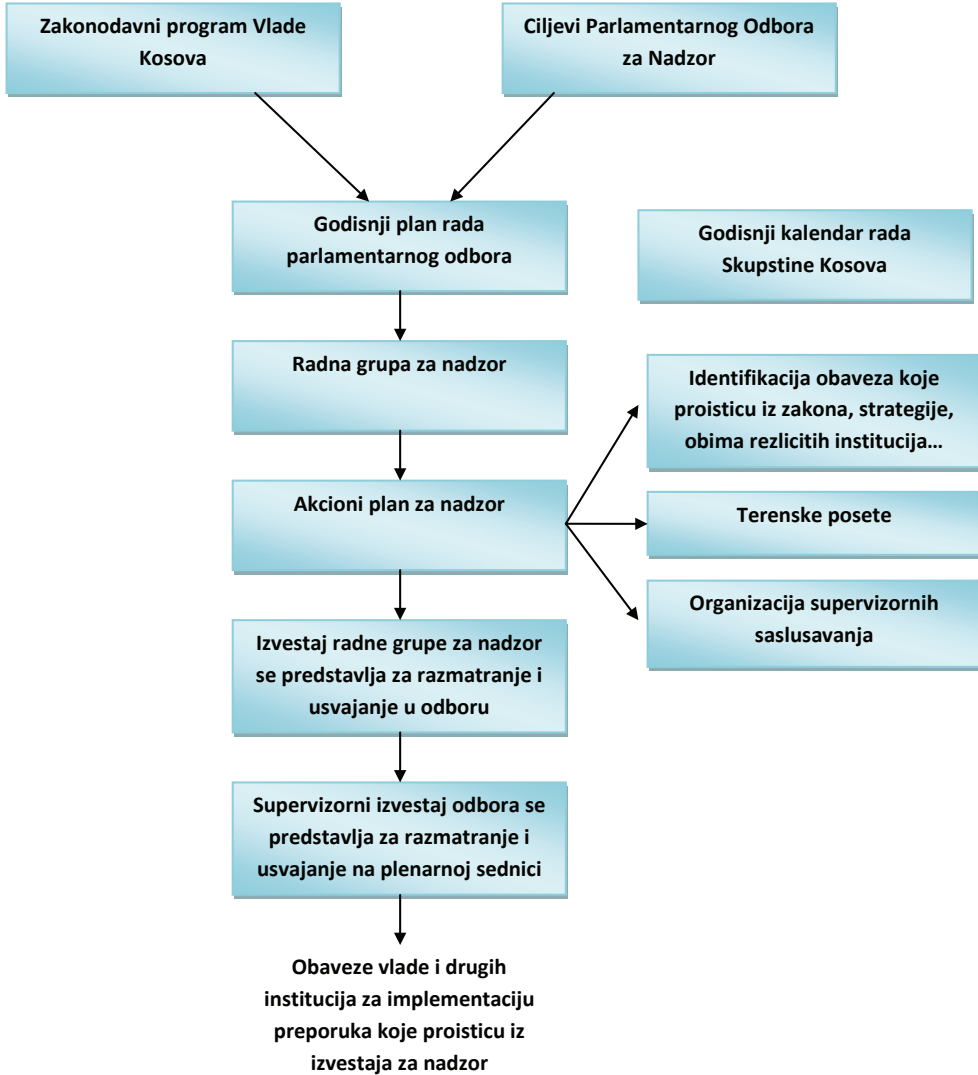 Zakonodavni program Vlade
Kosova
Ciljevi Parlamentarnog Odbora
za Nadzor
Godisnji plan rada
parlamentarnog odbora
Godisnji kalendar rada
Skupstine Kosova
Radna grupa za nadzor
Identifikacija obaveza koje
proisticu iz zakona, strategije,
obima rezlicitih institucija...
Akcioni plan za nadzor
Terenske posete
Organizacija supervizornih
saslusavanja
Izvestaj radne grupe za nadzor
se predstavlja za razmatranje i
usvajanje u odboru
Supervizorni izvestaj odbora se
predstavlja za razmatranje i
usvajanje na plenarnoj sednici
Obaveze vlade i drugih
institucija za implementaciju
preporuka koje proisticu iz
izvestaja za nadzor